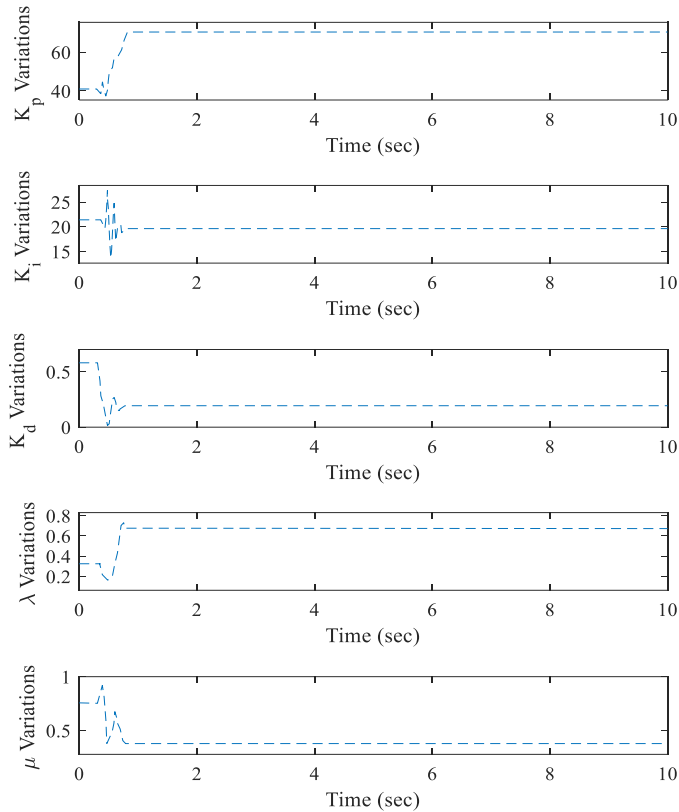 K_p Variations
60
40
0 2 4 6 8 10
Time (sec)
K_i Variations
25
20
15
0 2 4 6 8 10
Time (sec)
K_d Variations
0.5
0
0 2 4 6 8 10
Time (sec)
λ Variations
0.8
0.6
0.4
0.2
0 2 4 6 8 10
Time (sec)
μ Variations
1
0.5
0 2 4 6 8 10
Time (sec)